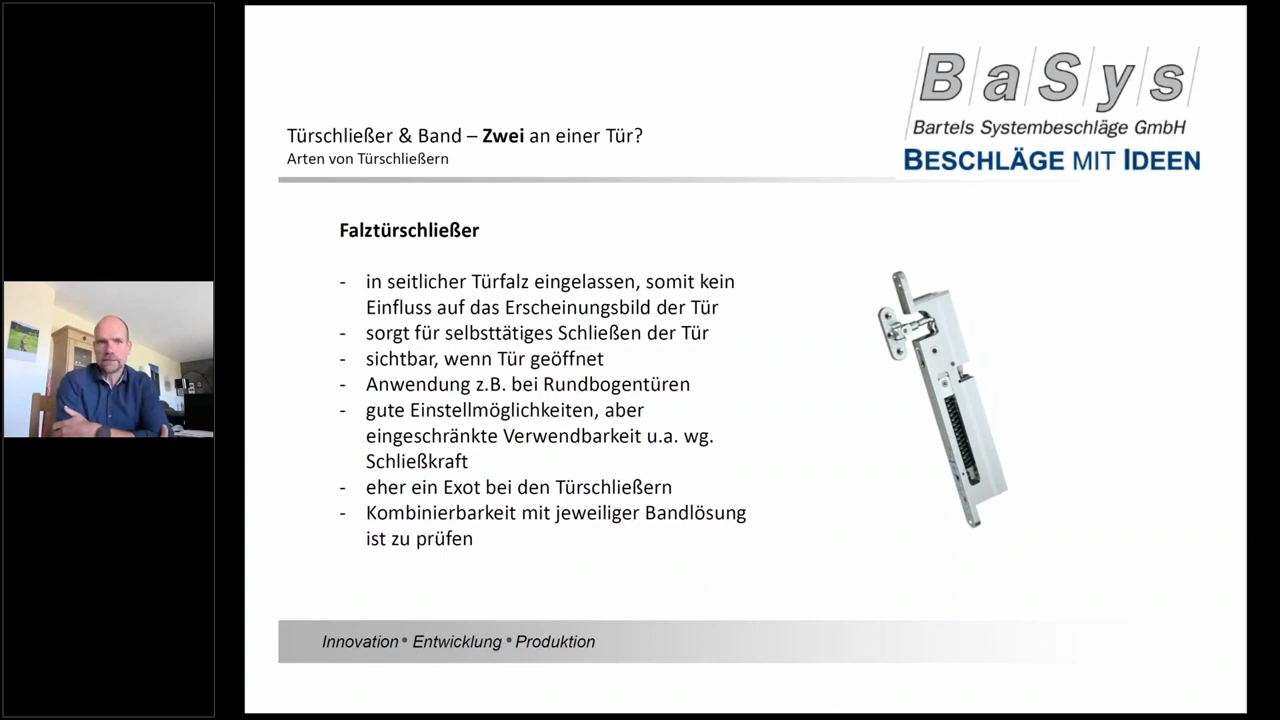 BaSys
Bartels Systembeschläge GmbH
BESCHLÄGE MIT IDEEN
Türschließer & Band – Zwei an einer Tür?
Arten von Türschließern
Falztürschließer
- in seitlicher Türfalz eingelassen, somit kein
Einfluss auf das Erscheinungsbild der Tür
- sorgt für selbsttätiges Schließen der Tür
- sichtbar, wenn Tür geöffnet
- Anwendung z.B. bei Rundbogentüren
- gute Einstellmöglichkeiten, aber
eingeschränkte Verwendbarkeit u.a. wg.
Schließkraft
- eher ein Exot bei den Türschließern
- Kombinierbarkeit mit jeweiliger Bandlösung
ist zu prüfen
Innovation • Entwicklung • Produktion